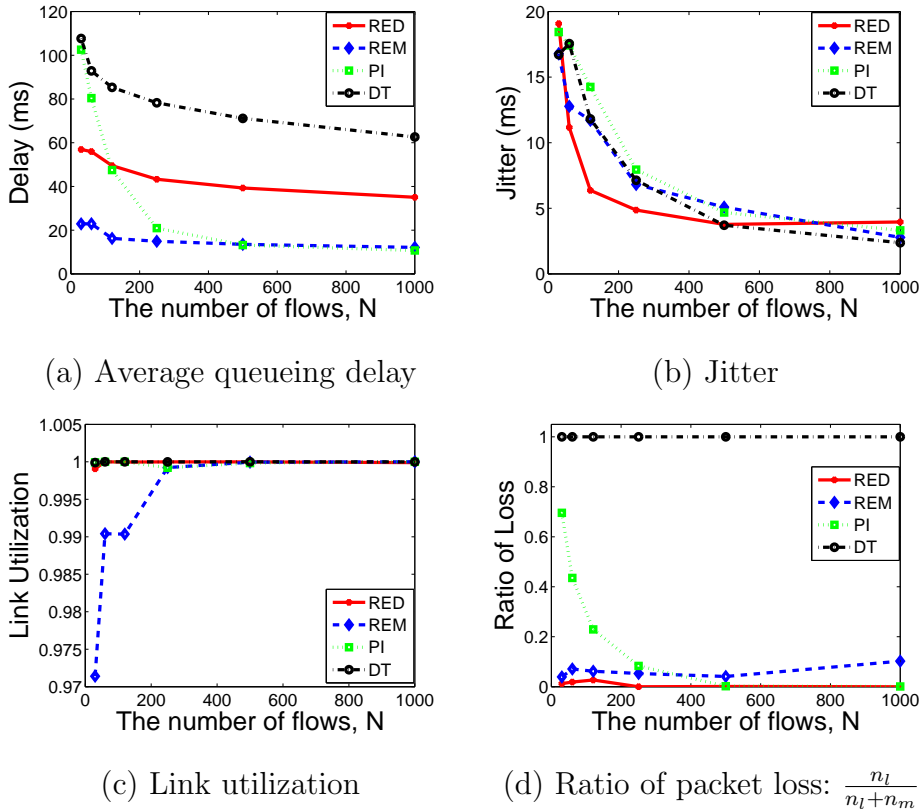 120
100
80
60
40
20
0
Delay (ms)
RED
REM
PI
DT
0 200 400 600 800 1000
The number of flows, N
(a) Average queueing delay
20
15
10
5
0
Jitter (ms)
RED
REM
PI
DT
0 200 400 600 800 1000
The number of flows, N
(b) Jitter
1.005
1
0.995
0.99
0.985
0.98
0.975
0.97
Link Utilization
RED
REM
PI
DT
0 200 400 600 800 1000
The number of flows, N
(c) Link utilization
1
0.8
0.6
0.4
0.2
0
Ratio of Loss
RED
REM
PI
DT
0 200 400 600 800 1000
The number of flows, N
(d) Ratio of packet loss: \frac{n_l}{n_l+n_m}